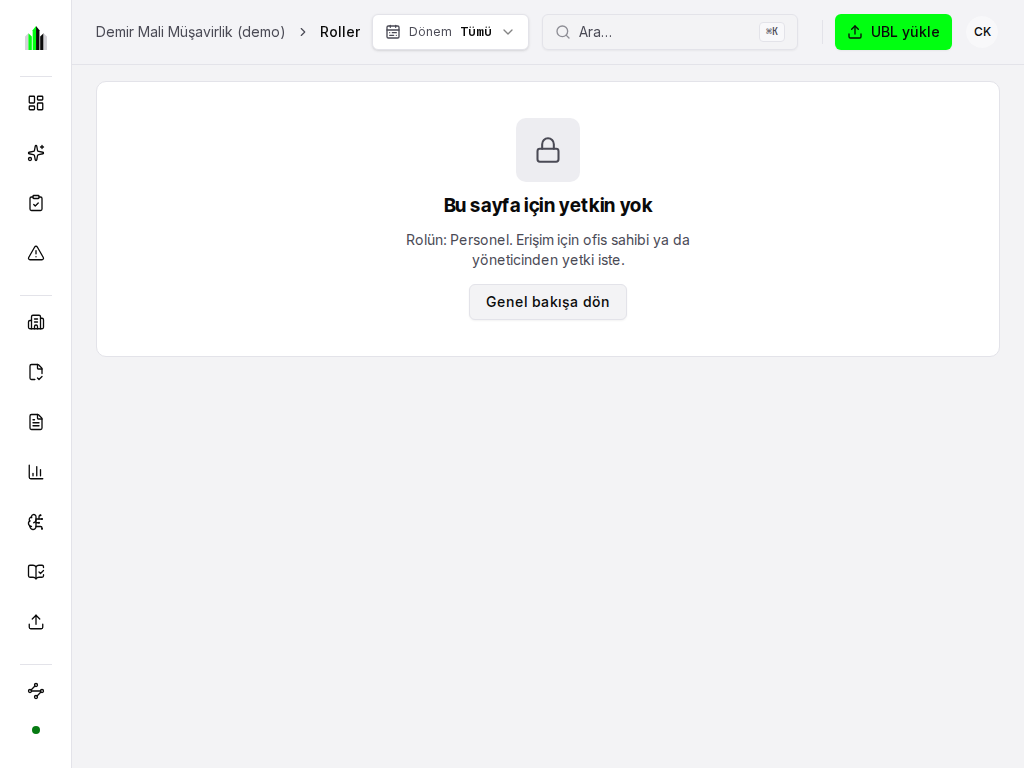 Demir Mali Müşavirlik (demo) > Roller
Dönem Tümü
Ara…
⌘K
UBL yükle
CK
Bu sayfa için yetkin yok
Rolün: Personel. Erişim için ofis sahibi ya da
yöneticinden yetki iste.
Genel bakışa dön